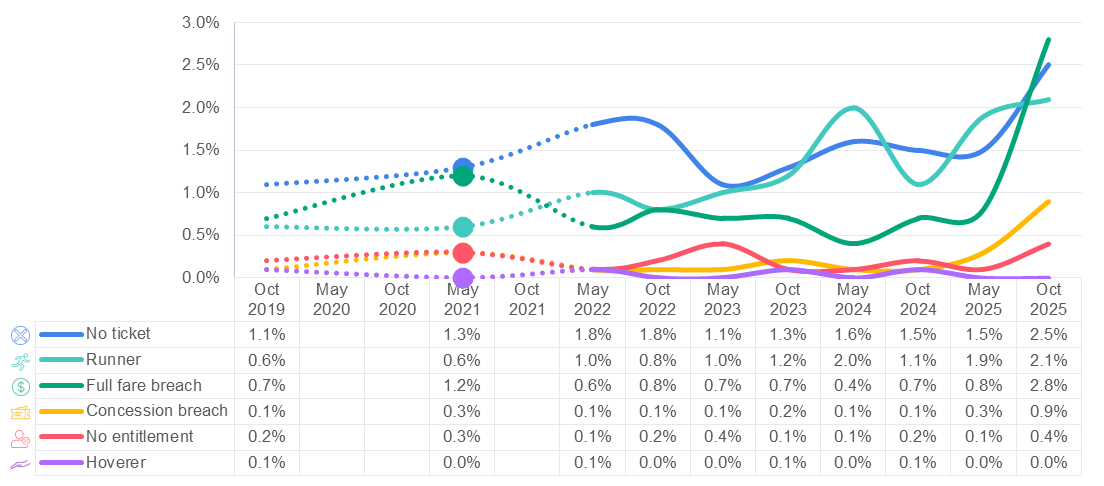 3.0%
2.5%
2.0%
1.5%
1.0%
0.5%
0.0%
Oct May Oct May Oct May Oct May Oct May Oct May Oct
2019 2020 2020 2021 2021 2022 2022 2023 2023 2024 2024 2025 2025
No ticket 1.1% 1.3% 1.8% 1.8% 1.1% 1.3% 1.6% 1.5% 1.5% 2.5%
Runner 0.6% 0.6% 1.0% 0.8% 1.0% 1.2% 2.0% 1.1% 1.9% 2.1%
$ Full fare breach 0.7% 1.2% 0.6% 0.8% 0.7% 0.7% 0.4% 0.7% 0.8% 2.8%
Concession breach 0.1% 0.3% 0.1% 0.1% 0.1% 0.2% 0.1% 0.1% 0.3% 0.9%
No entitlement 0.2% 0.3% 0.1% 0.2% 0.4% 0.1% 0.1% 0.2% 0.1% 0.4%
Hoverer 0.1% 0.0% 0.1% 0.0% 0.0% 0.1% 0.0% 0.1% 0.0% 0.0%